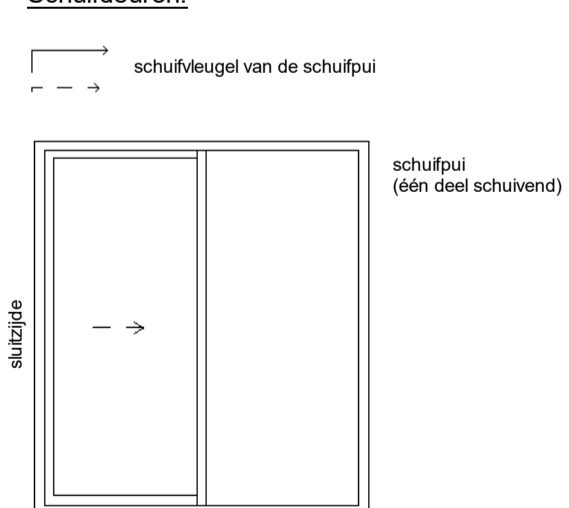 Schuifdeuren:
schuifvleugel van de schuifpui
schuifpui
(één deel schuivend)
sluitzijde